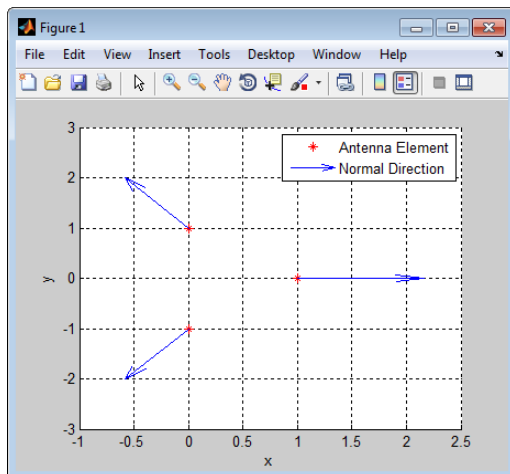 Figure 1
File Edit View Insert Tools Desktop Window Help
Antenna Element
Normal Direction
3
2
1
0
-1
-2
-3
y
-1 -0.5 0 0.5 1 1.5 2 2.5
x